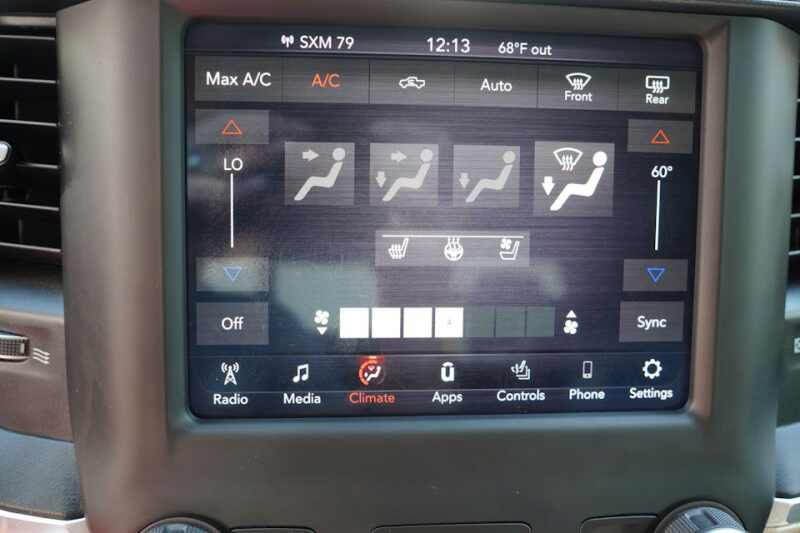 SXM 79 12:13 68°F out
Max A/C A/C Auto Front Rear
LO 60°
Off Sync
Radio Media Climate Apps Controls Phone Settings